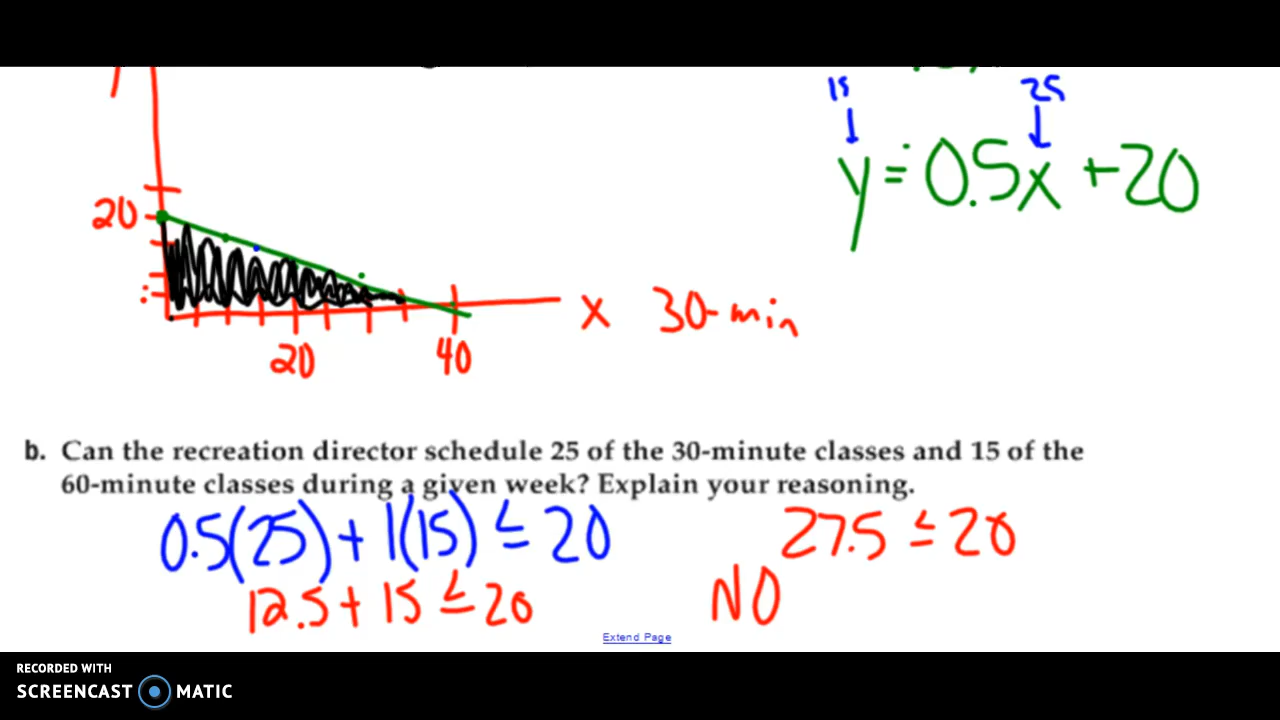 15 25
y = 0.5x + 20
20
x 30-min
20 40
b. Can the recreation director schedule 25 of the 30-minute classes and 15 of the
60-minute classes during a given week? Explain your reasoning.
0.5(25) + 1(15) ≤ 20 27.5 ≤ 20
12.5 + 15 ≤ 20 NO
Extend Page
RECORDED WITH
SCREENCAST MATIC